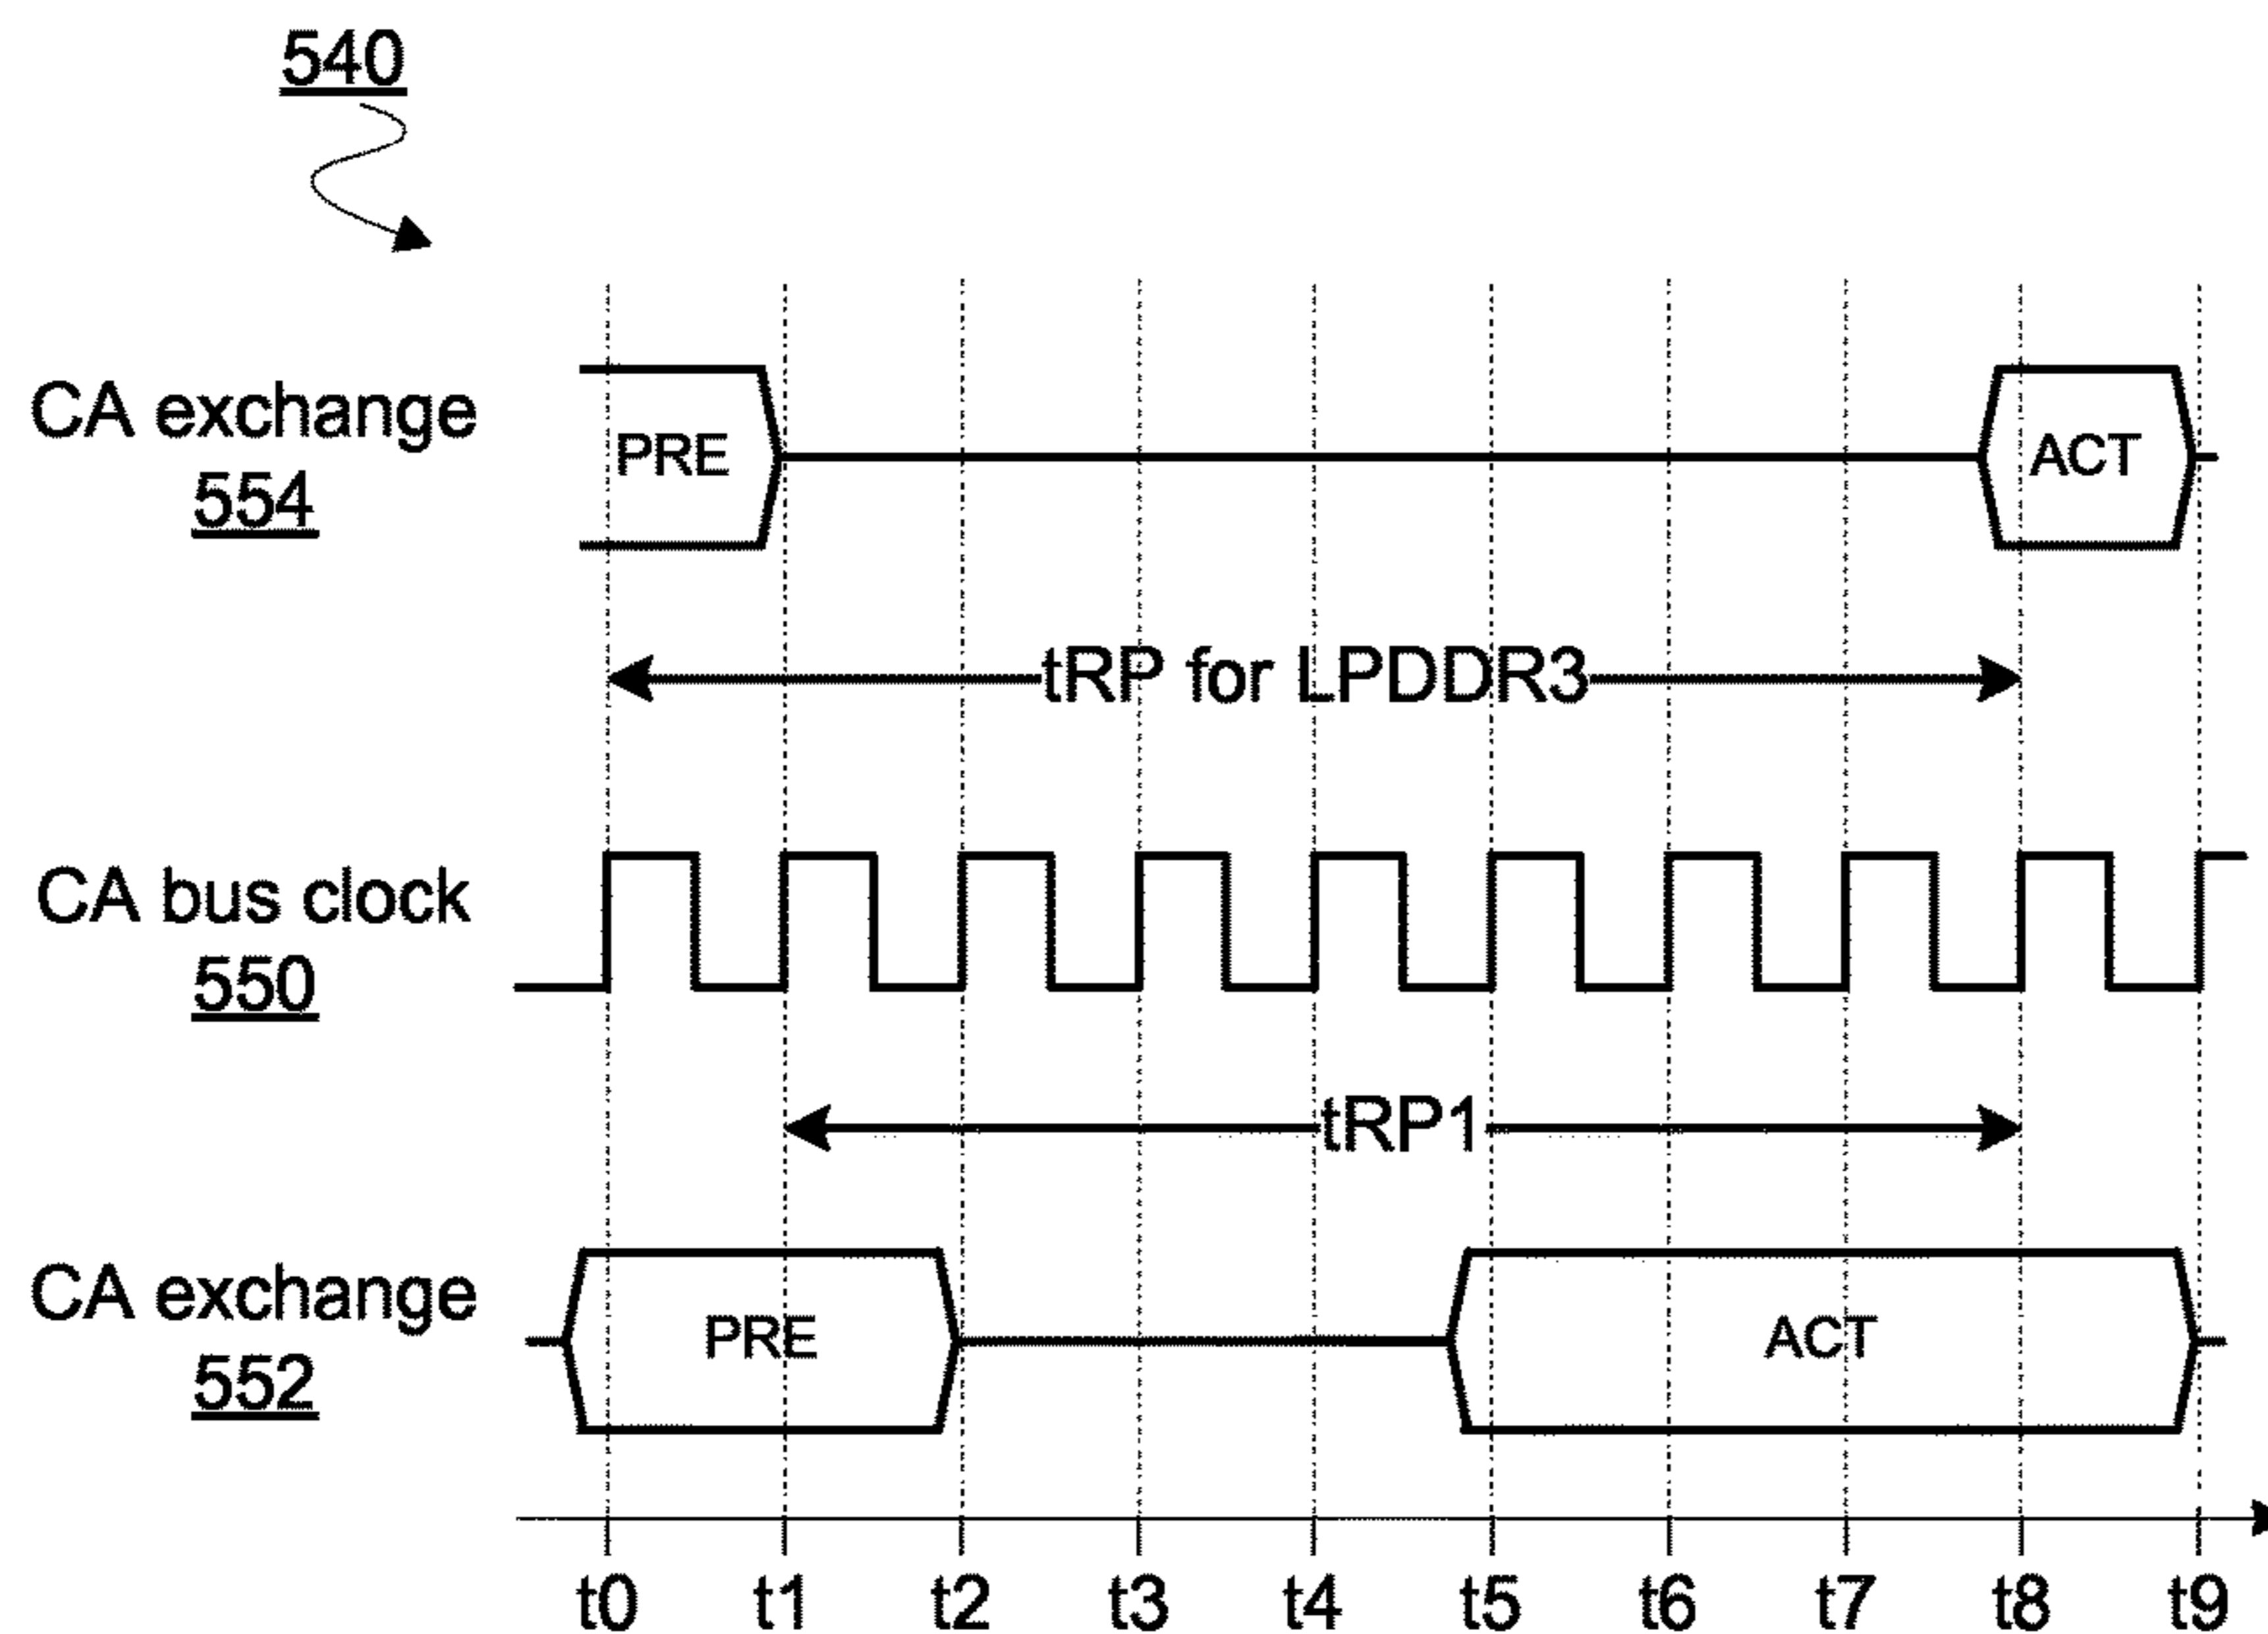 540
CA exchange
554
PRE
ACT
tRP for LPDDR3
CA bus clock
550
tRP1
CA exchange
552
PRE
ACT
t0 t1 t2 t3 t4 t5 t6 t7 t8 t9